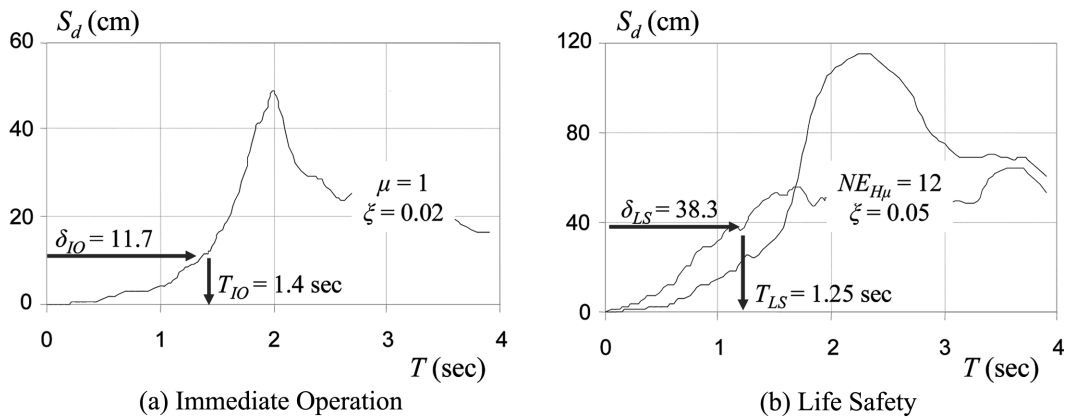 S_d (cm)
60
40
20
0
μ = 1
ξ = 0.02
δ_IO = 11.7
T_IO = 1.4 sec
0
1
2
3
4
T (sec)
(a) Immediate Operation
S_d (cm)
120
80
40
0
NE_Hμ = 12
ξ = 0.05
δ_LS = 38.3
T_LS = 1.25 sec
0
1
2
3
4
T (sec)
(b) Life Safety